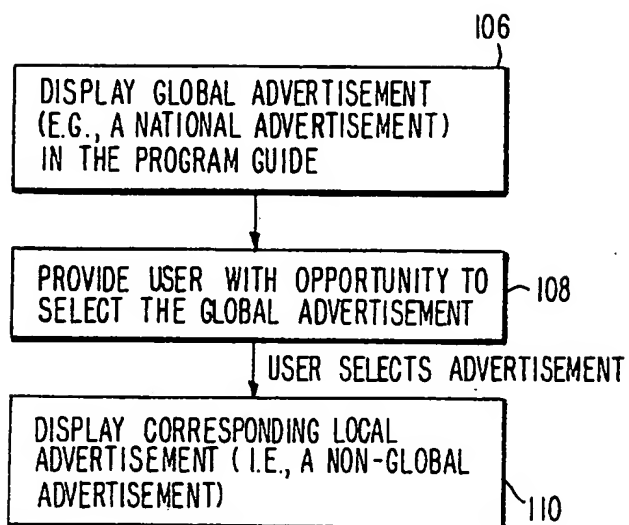 106
DISPLAY GLOBAL ADVERTISEMENT
(E.G., A NATIONAL ADVERTISEMENT)
IN THE PROGRAM GUIDE
PROVIDE USER WITH OPPORTUNITY TO
SELECT THE GLOBAL ADVERTISEMENT
108
USER SELECTS ADVERTISEMENT
DISPLAY CORRESPONDING LOCAL
ADVERTISEMENT (I.E., A NON-GLOBAL
ADVERTISEMENT)
110